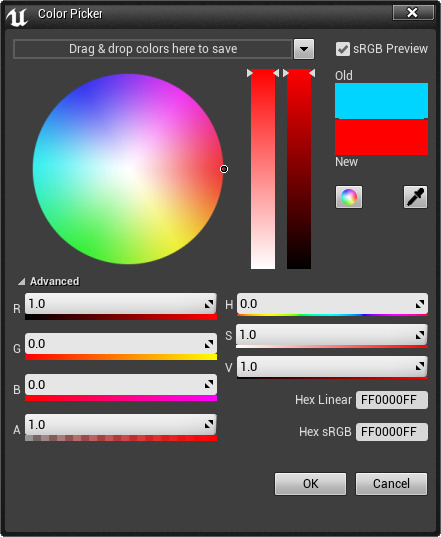 Color Picker
Drag & drop colors here to save
sRGB Preview
Old
New
Advanced
R 1.0
H 0.0
G 0.0
S 1.0
B 0.0
V 1.0
A 1.0
Hex Linear FF0000FF
Hex sRGB FF0000FF
OK Cancel